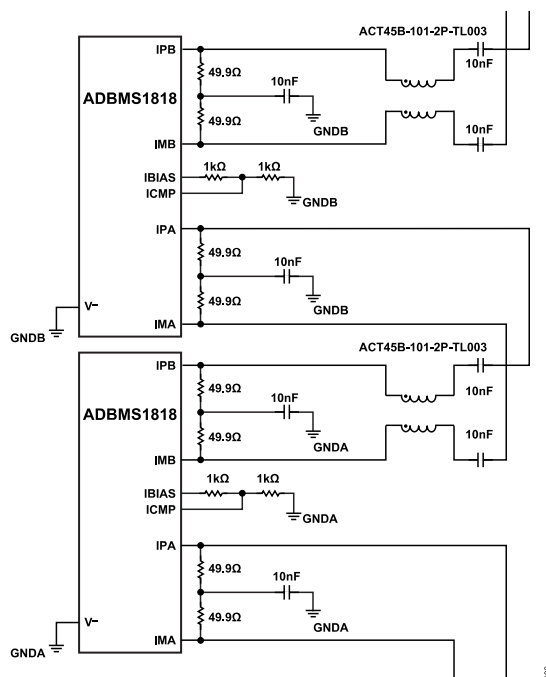 ACT45B-101-2P-TL003
IPB
49.9Ω
10nF
10nF
ADBMS1818
GNDB
49.9Ω
10nF
IMB
1kΩ
1kΩ
IBIAS
ICMP
GNDB
IPA
49.9Ω
10nF
49.9Ω
GNDB
V–
GNDB
IMA
ACT45B-101-2P-TL003
IPB
49.9Ω
10nF
10nF
ADBMS1818
GNDA
49.9Ω
10nF
IMB
1kΩ
1kΩ
IBIAS
ICMP
GNDA
IPA
49.9Ω
10nF
49.9Ω
GNDA
V–
GNDA
IMA